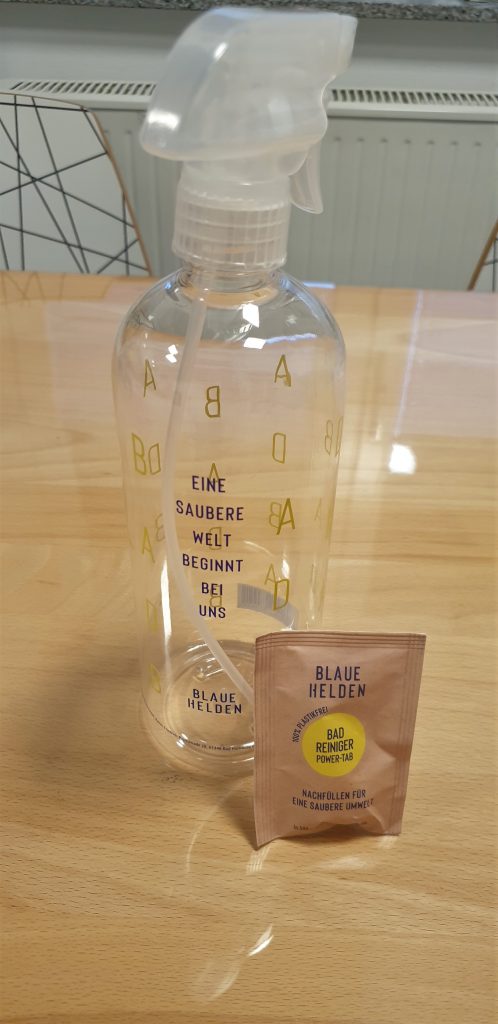 A
B
A
BD
D
A
A
B
A
D
EINE
SAUBERE
WELT
BEGINNT
BEI
UNS
BLAUE
HELDEN
BLAUE
HELDEN
100% PLASTIKFREI
BAD
REINIGER
POWER-TAB
NACHFÜLLEN FÜR
EINE SAUBERE UMWELT